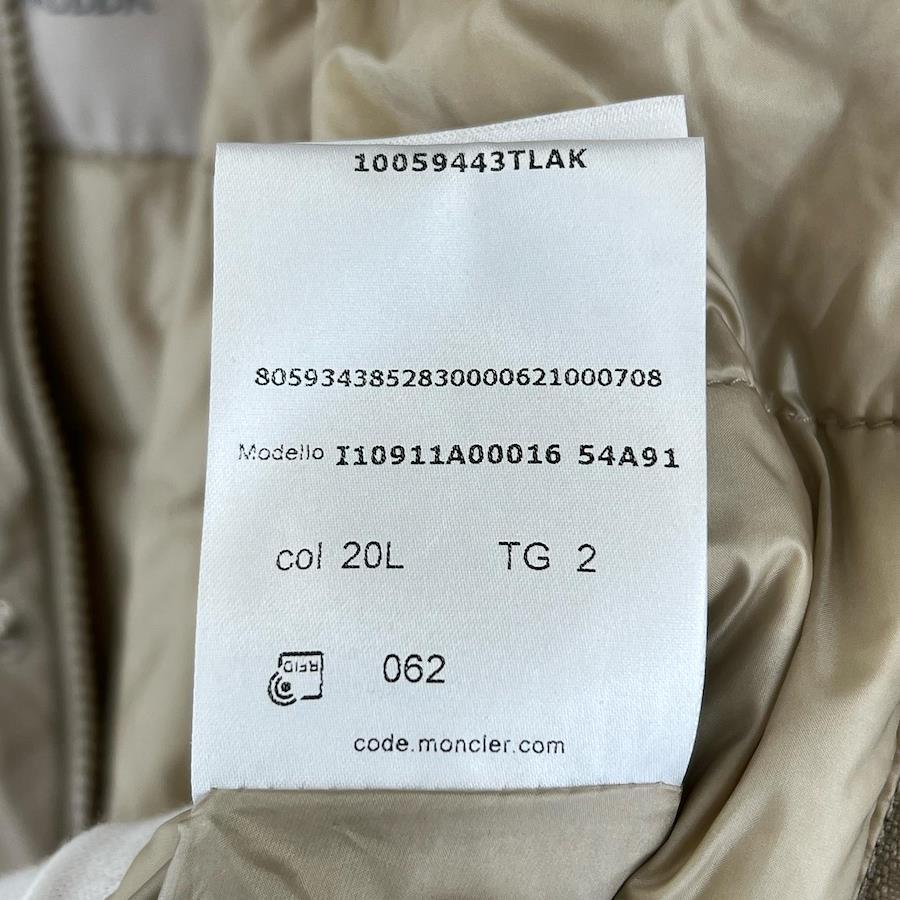 10059443TLAK
8059343852830000621000708
Modello I10911A00016 54A91
col 20L TG 2
RFID
062
code.moncler.com